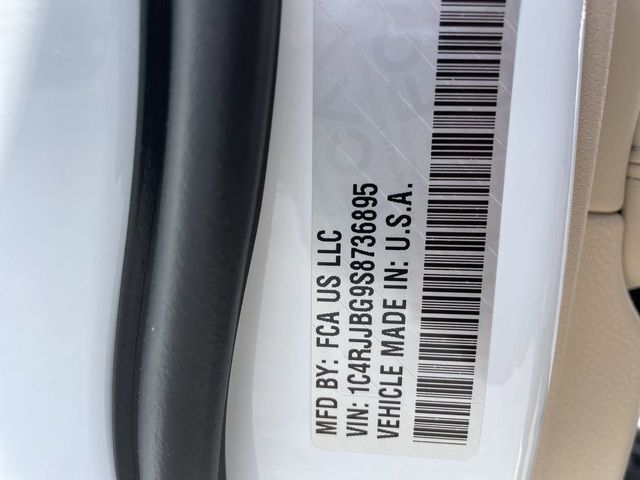 MFD BY: FCA US LLC
VIN: 1C4RJJBG9S8736895
VEHICLE MADE IN: U.S.A.